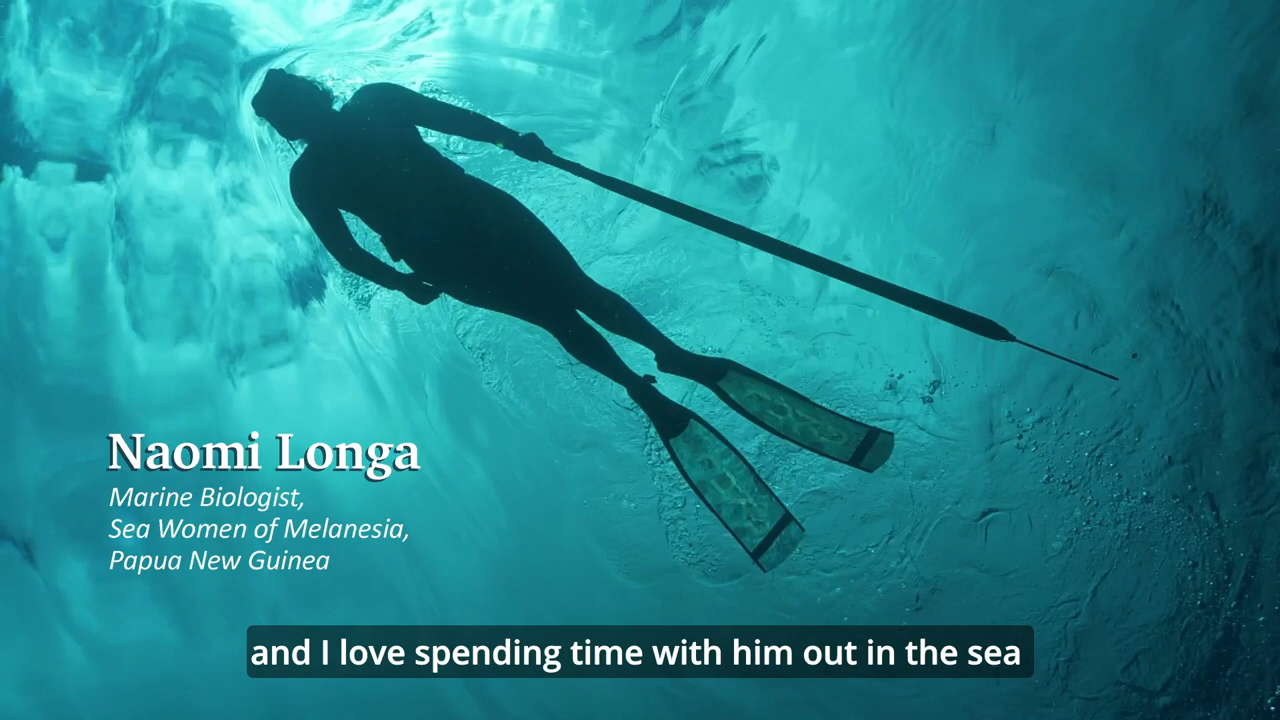 Naomi Longa
Marine Biologist,
Sea Women of Melanesia,
Papua New Guinea
and I love spending time with him out in the sea